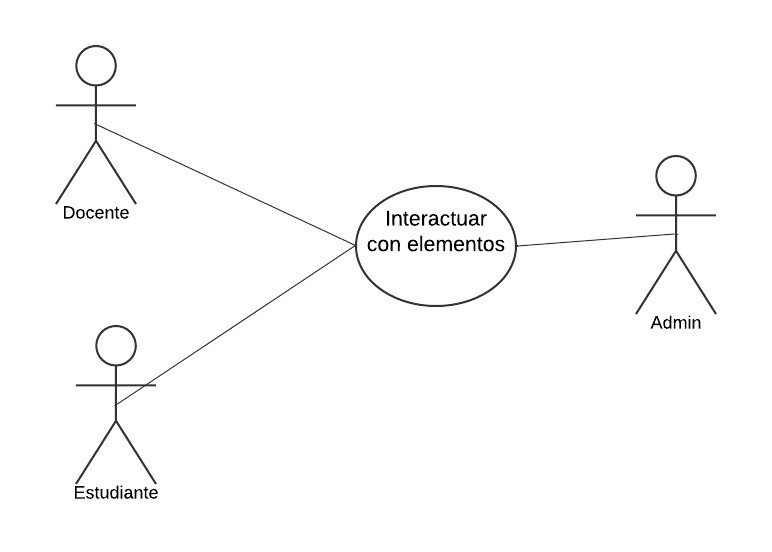 Docente
Interactuar
con elementos
Admin
Estudiante